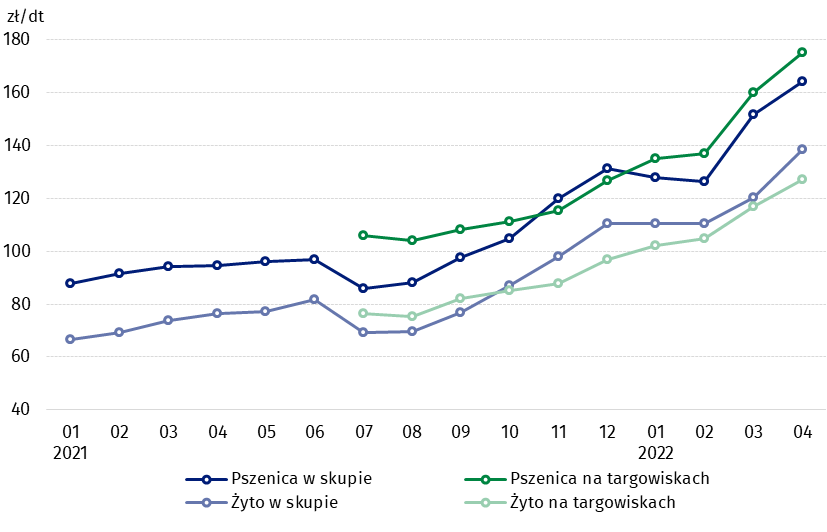 zł/dt
180
160
140
120
100
80
60
40
01 02 03 04 05 06 07 08 09 10 11 12 01 02 03 04
2021 2022
Pszenica w skupie Pszenica na targowiskach
Żyto w skupie Żyto na targowiskach